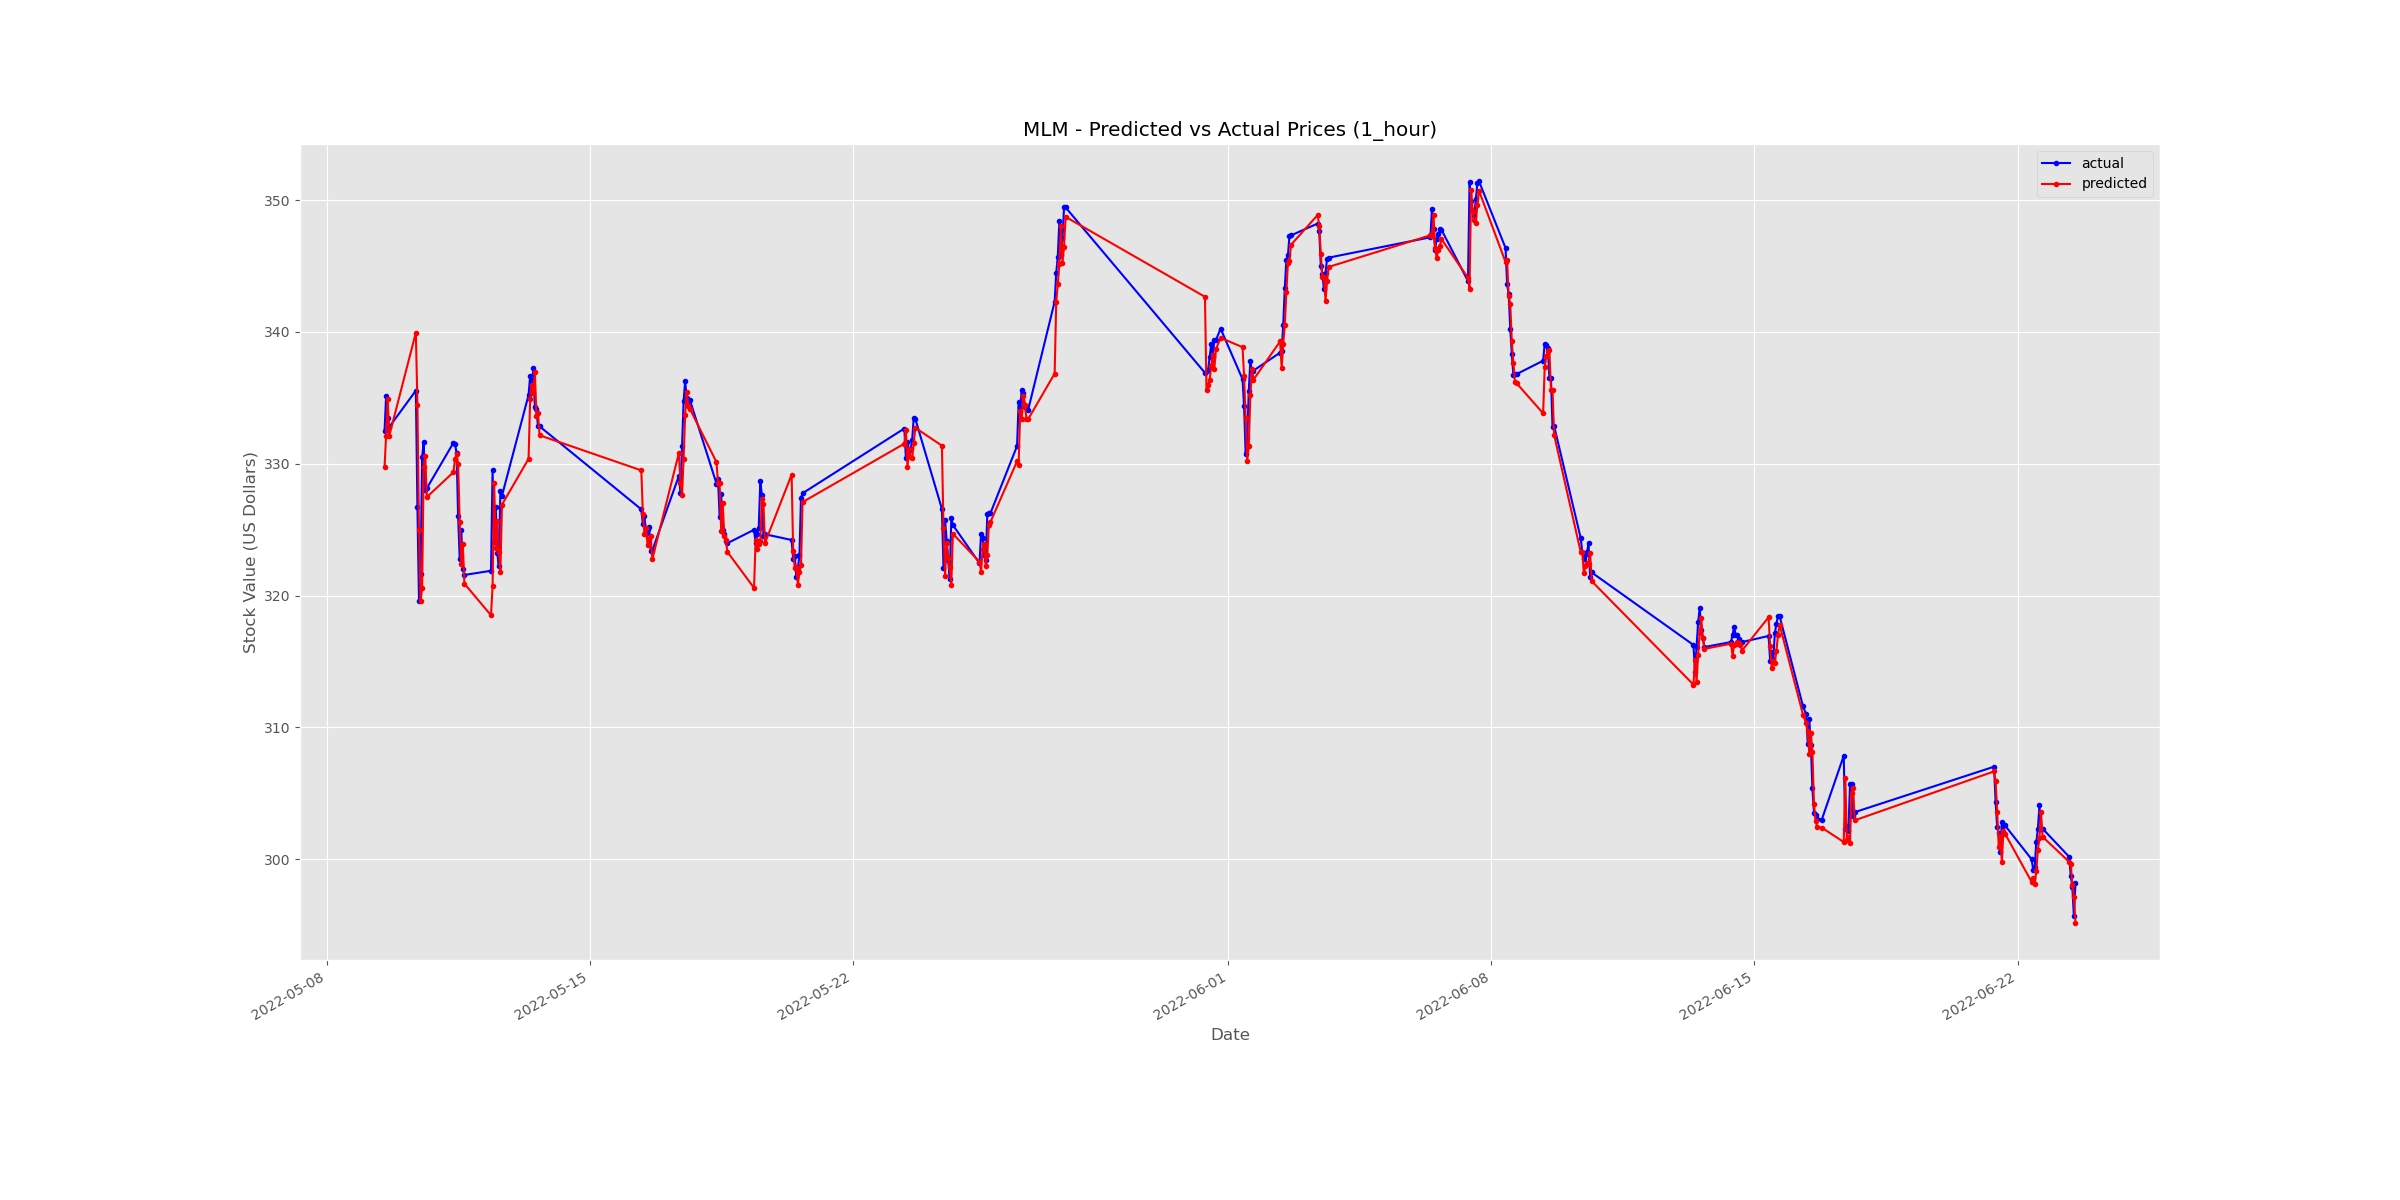 MLM - Predicted vs Actual Prices (1_hour)
actual
predicted
350
340
330
320
310
300
Stock Value (US Dollars)
2022-05-08
2022-05-15
2022-05-22
2022-06-01
2022-06-08
2022-06-15
2022-06-22
Date